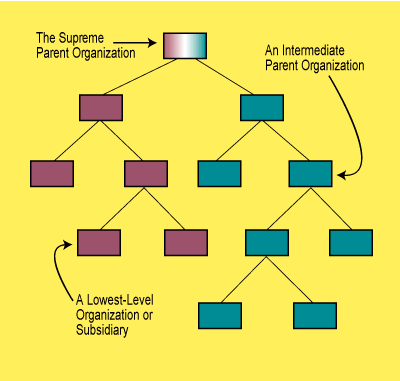 The Supreme
Parent Organization
An Intermediate
Parent Organization
A Lowest-Level
Organization or
Subsidiary